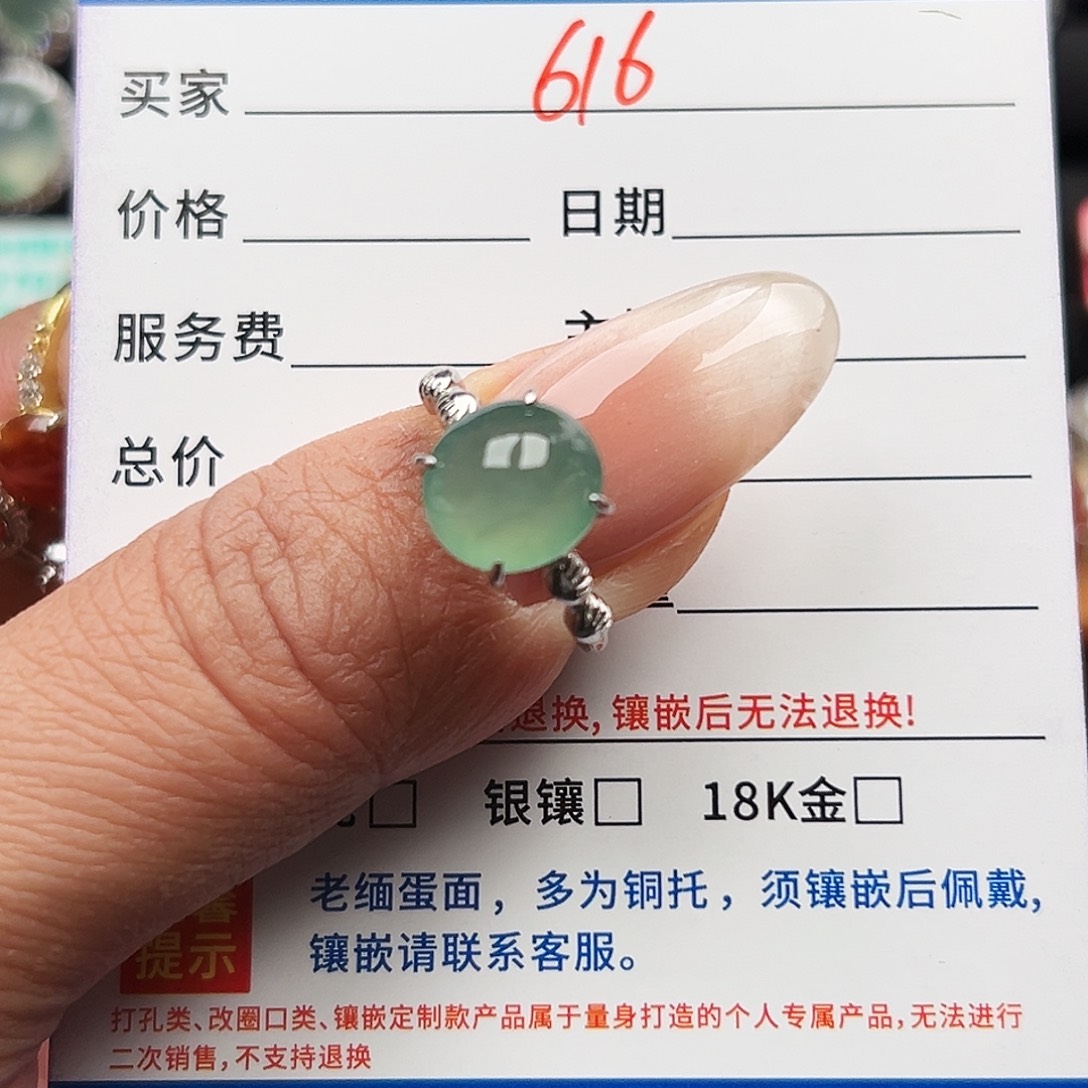 买家 616
价格 日期
服务费
总价
退换,镶嵌后无法退换!
银镶□ 18K金□
老缅蛋面，多为铜托，须镶嵌后佩戴，
提示 镶嵌请联系客服。
打孔类、改圈口类、镶嵌定制款产品属于量身打造的个人专属产品,无法进行
二次销售,不支持退换